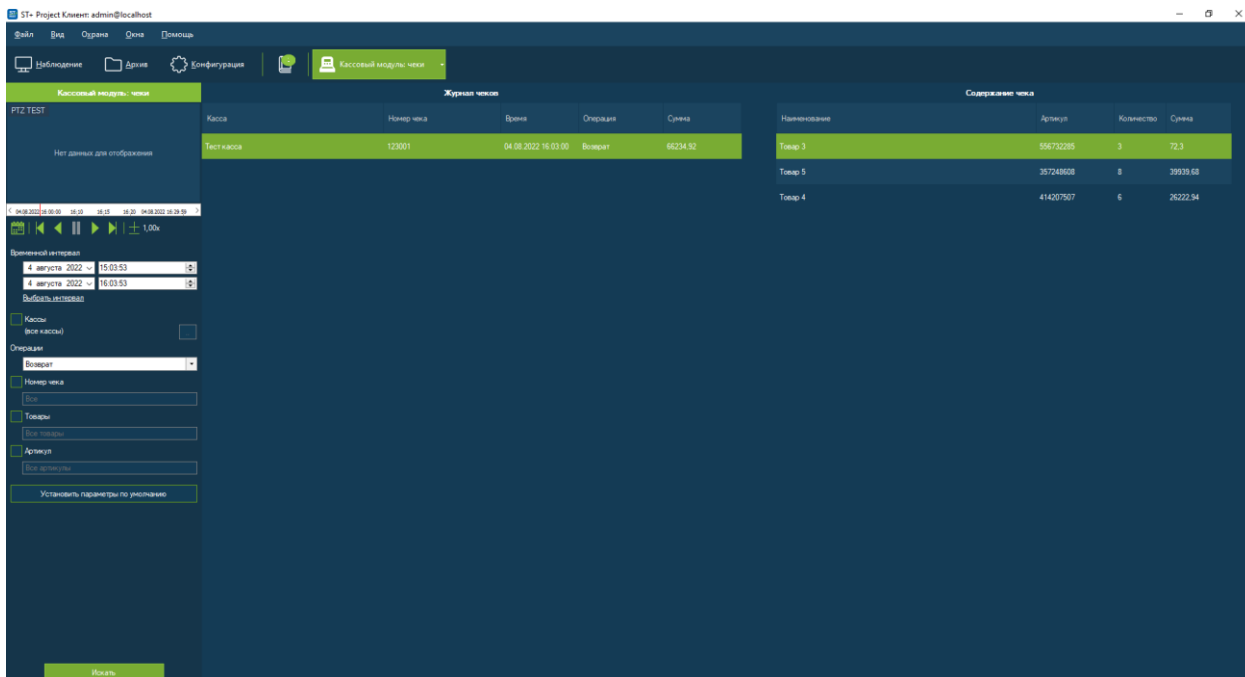 ST+ Project Клиент: admin@localhost
Файл Вид Охрана Окна Помощь
Наблюдение Архив Конфигурация Кассовый модуль: чеки
Кассовый модуль: чеки
PTZ TEST
Нет данных для отображения
04.08.2022 16:00:00 16:10 16:15 16:20 04.08.2022 16:29:59
1,00x
Временной интервал
4 августа 2022 15:03:53
4 августа 2022 16:03:53
Выбрать интервал
Кассы
(все кассы)
Операции
Возврат
Номер чека
Все
Товары
Все товары
Артикул
Все артикулы
Установить параметры по умолчанию
Искать
Журнал чеков
Касса Номер чека Время Операция Сумма
Тест касса 123001 04.08.2022 16:03:00 Возврат 66234,92
Содержание чека
Наименование Артикул Количество Сумма
Товар 3 556732285 3 72,3
Товар 5 357248608 8 39939,68
Товар 4 414207507 6 26222,94